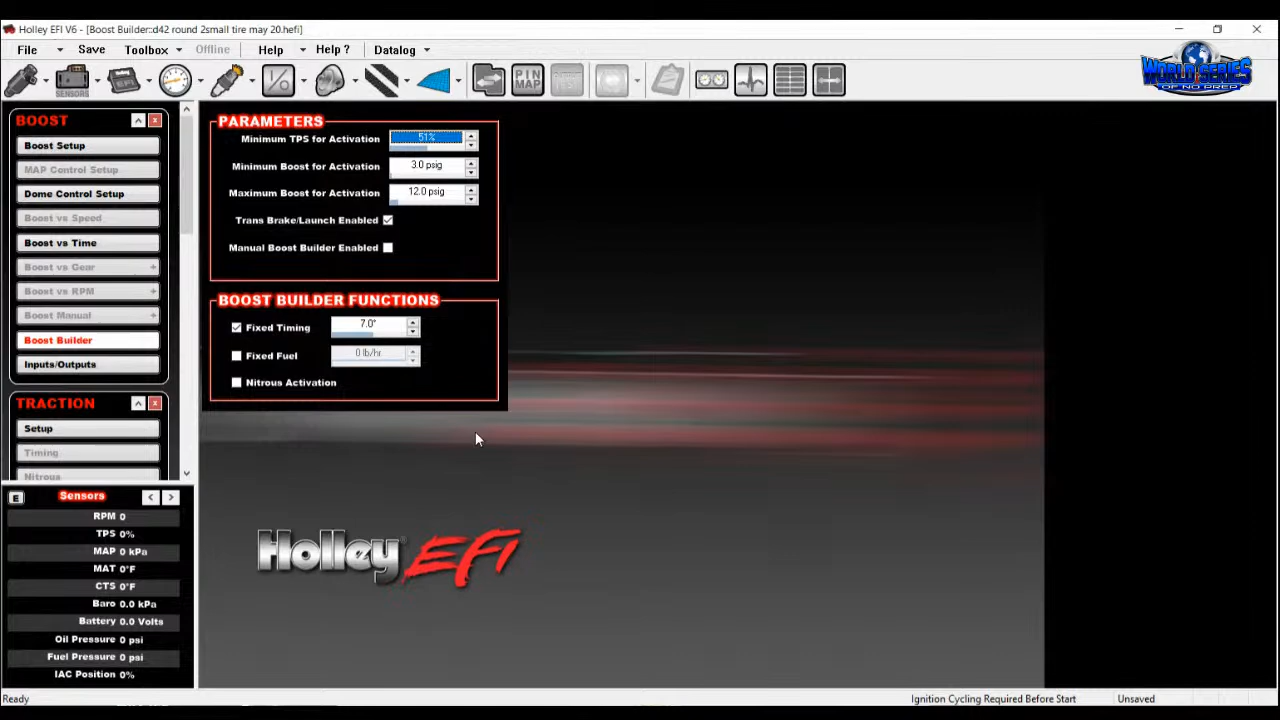 Holley EFI V6 - [Boost Builder::d42 round 2small tire may 20.hefi]
File Save Toolbox Offline Help Help ? Datalog
SENSORS I/O PIN MAP
WORLD SERIES
OF NO PREP
BOOST
Boost Setup
MAP Control Setup
Dome Control Setup
Boost vs Speed
Boost vs Time
Boost vs Gear +
Boost vs RPM +
Boost Manual +
Boost Builder
Inputs/Outputs
TRACTION
Setup
Timing
Nitrous
E Sensors < >
RPM 0
TPS 0%
MAP 0 kPa
MAT 0°F
CTS 0°F
Baro 0.0 kPa
Battery 0.0 Volts
Oil Pressure 0 psi
Fuel Pressure 0 psi
IAC Position 0%
PARAMETERS
Minimum TPS for Activation 51%
Minimum Boost for Activation 3.0 psig
Maximum Boost for Activation 12.0 psig
Trans Brake/Launch Enabled
Manual Boost Builder Enabled
BOOST BUILDER FUNCTIONS
Fixed Timing 7.0°
Fixed Fuel 0 lb/hr
Nitrous Activation
Holley EFI
Ready Ignition Cycling Required Before Start Unsaved